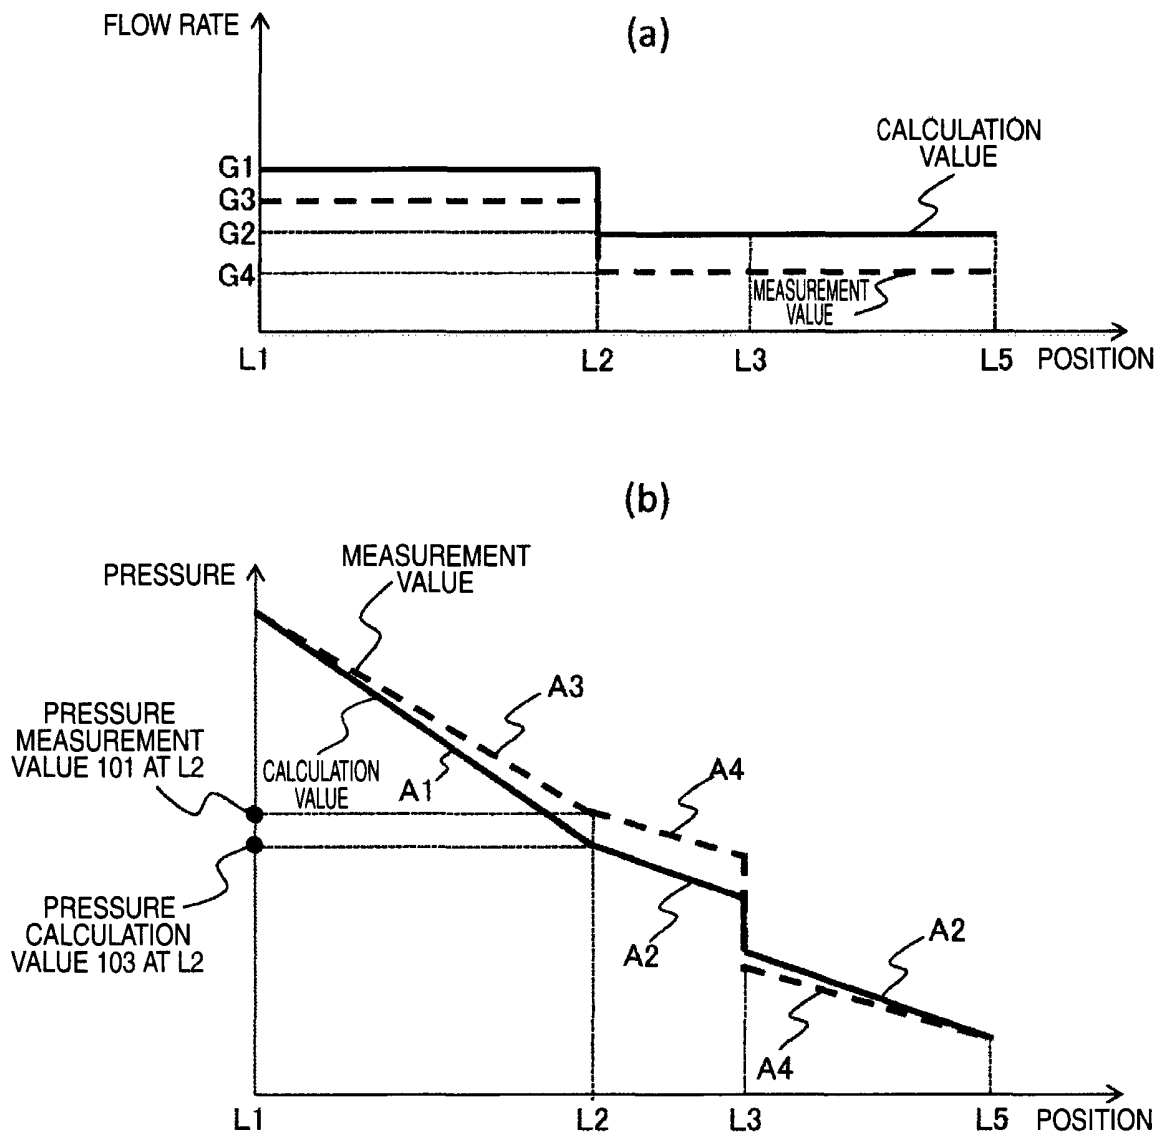 FLOW RATE
(a)
CALCULATION
VALUE
G1
G3
G2
G4
MEASUREMENT
VALUE
L1
L2
L3
L5
POSITION
(b)
PRESSURE
MEASUREMENT
VALUE
A3
PRESSURE
MEASUREMENT
VALUE 101 AT L2
CALCULATION
VALUE
A1
A4
PRESSURE
CALCULATION
VALUE 103 AT L2
A2
A2
A4
L1
L2
L3
L5
POSITION